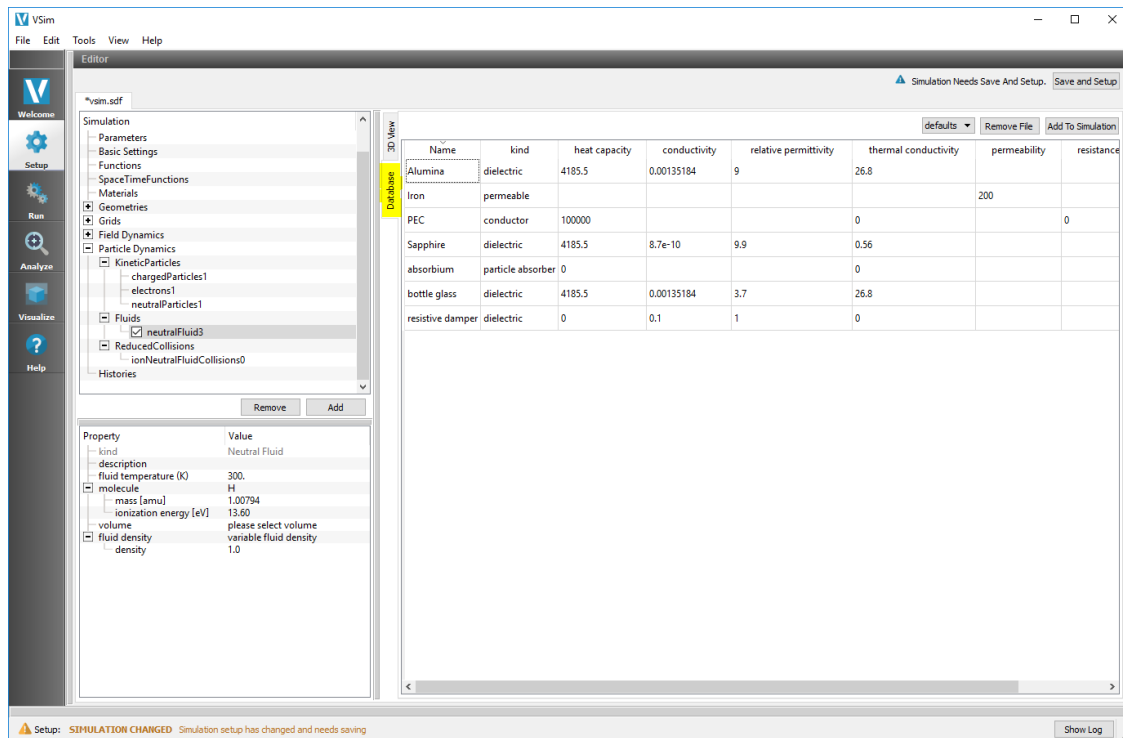 VSim
File Edit Tools View Help
Editor
Simulation Needs Save And Setup. Save and Setup
*vsim.sdf
Welcome
Setup
Run
Analyze
Visualize
Help
Simulation
Parameters
Basic Settings
Functions
SpaceTimeFunctions
Materials
Geometries
Grids
Field Dynamics
Particle Dynamics
KineticParticles
chargedParticles1
electrons1
neutralParticles1
Fluids
neutralFluid3
ReducedCollisions
ionNeutralFluidCollisions0
Histories
Remove Add
Property Value
kind Neutral Fluid
description
fluid temperature (K) 300.
molecule H
mass [amu] 1.00794
ionization energy [eV] 13.60
volume please select volume
fluid density variable fluid density
density 1.0
3D View
Database
defaults Remove File Add To Simulation
Name kind heat capacity conductivity relative permittivity thermal conductivity permeability resistance
Alumina dielectric 4185.5 0.00135184 9 26.8
Iron permeable 200
PEC conductor 100000 0 0
Sapphire dielectric 4185.5 8.7e-10 9.9 0.56
absorbium particle absorber 0 0
bottle glass dielectric 4185.5 0.00135184 3.7 26.8
resistive damper dielectric 0 0.1 1 0
Setup: SIMULATION CHANGED Simulation setup has changed and needs saving
Show Log